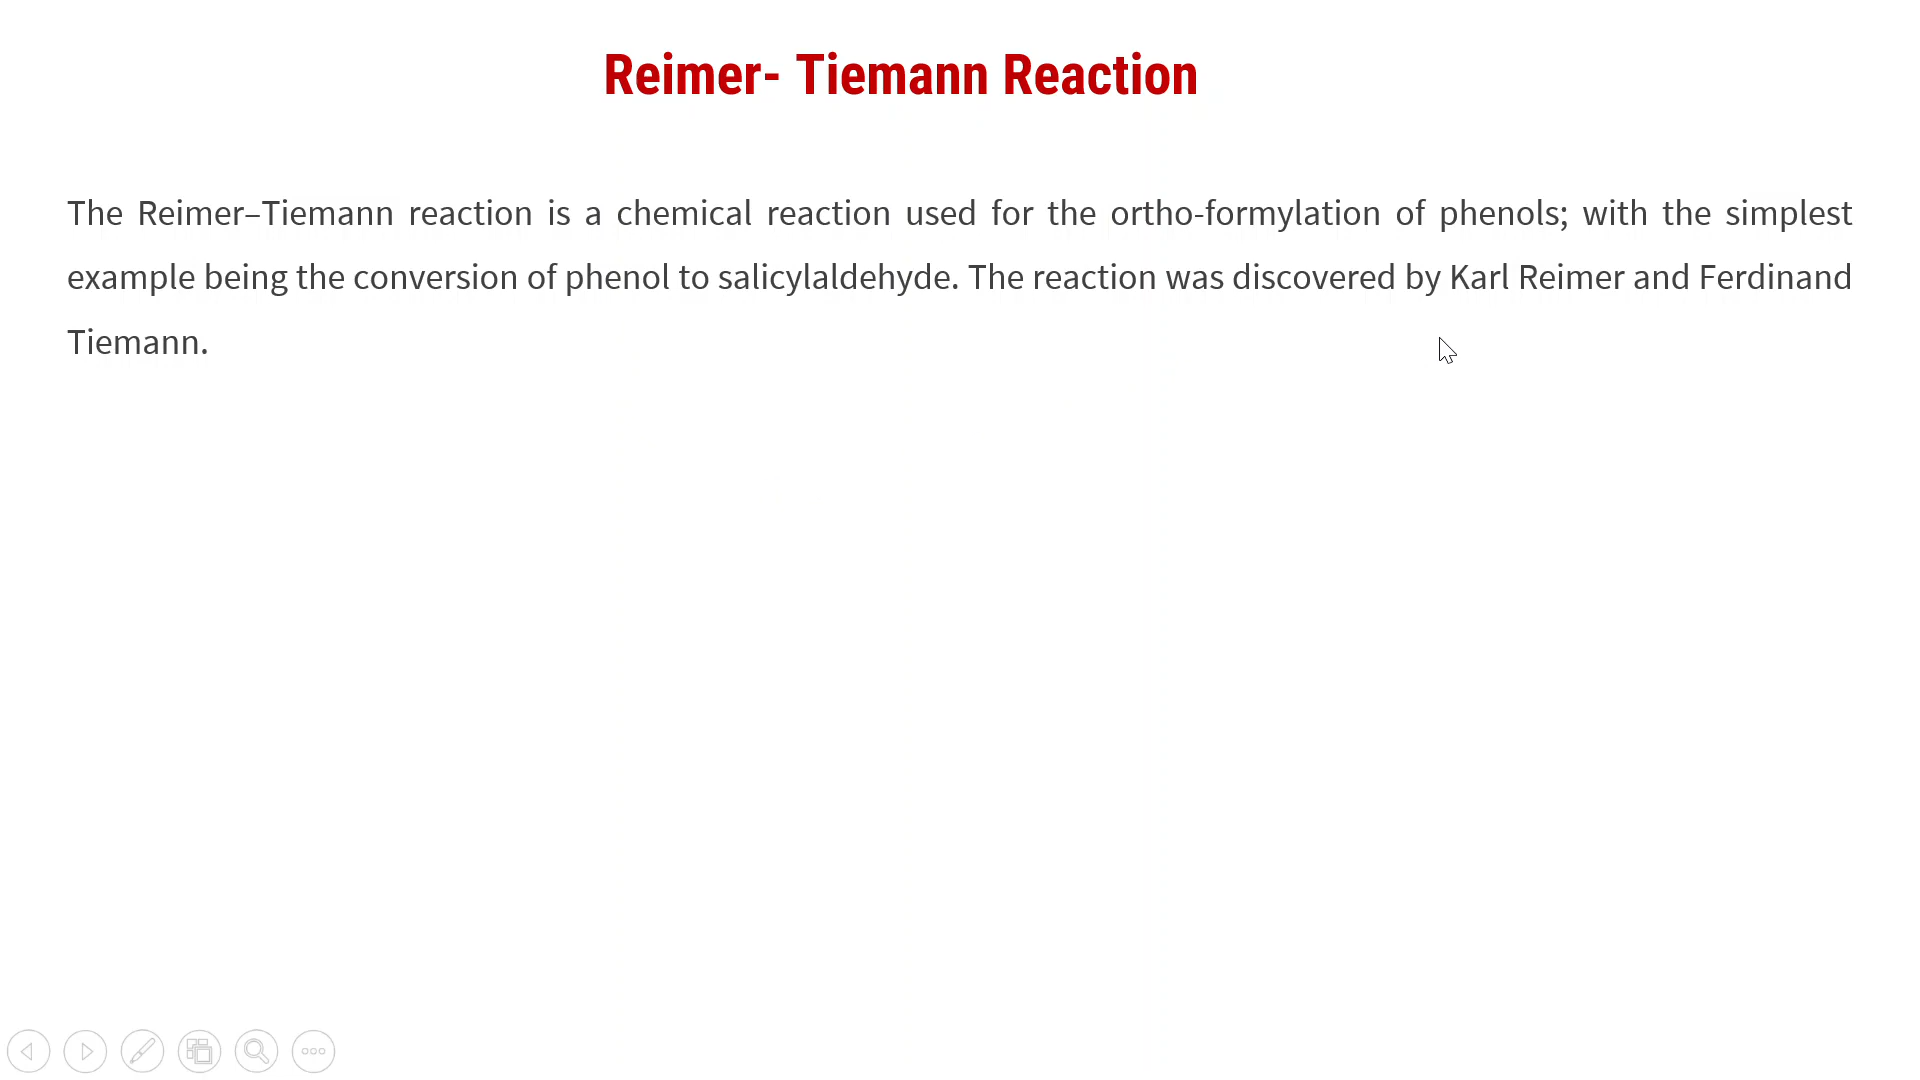 Reimer- Tiemann Reaction
The Reimer–Tiemann reaction is a chemical reaction used for the ortho-formylation of phenols; with the simplest
example being the conversion of phenol to salicylaldehyde. The reaction was discovered by Karl Reimer and Ferdinand
Tiemann.